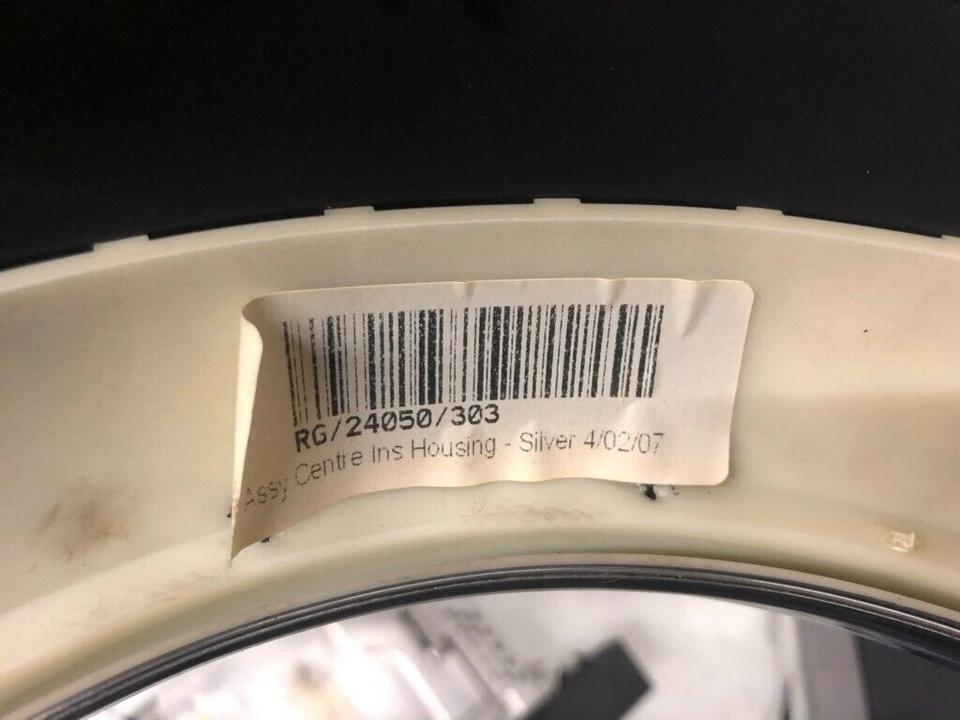 RG/24050/303
Assy Centre Ins Housing - Silver 4/02/07